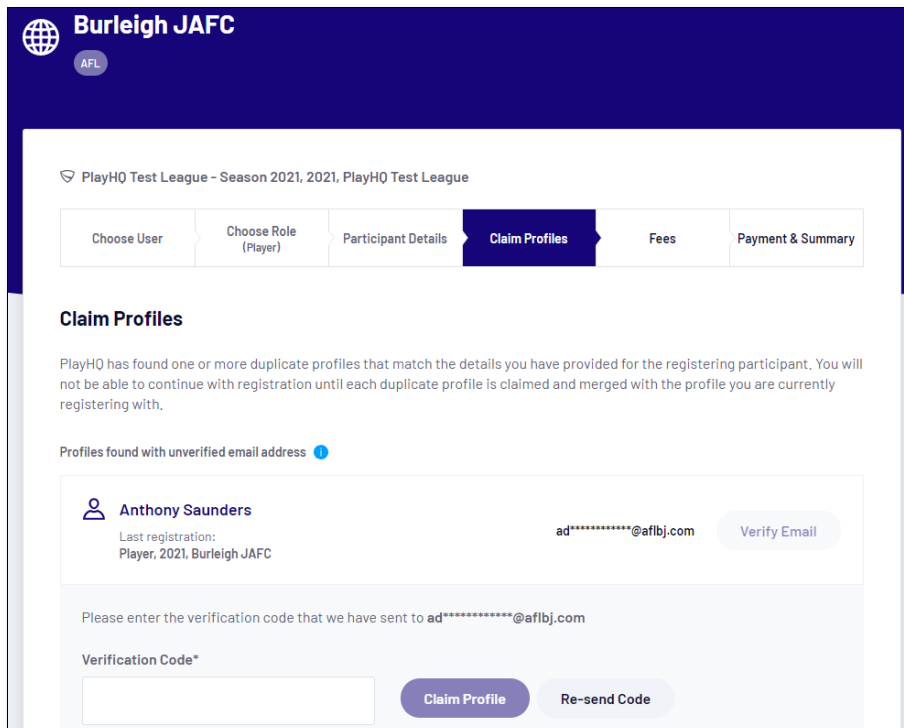 Burleigh JAFC
AFL
PlayHQ Test League - Season 2021, 2021, PlayHQ Test League
Choose User
Choose Role
(Player)
Participant Details
Claim Profiles
Fees
Payment & Summary
Claim Profiles
PlayHQ has found one or more duplicate profiles that match the details you have provided for the registering participant. You will
not be able to continue with registration until each duplicate profile is claimed and merged with the profile you are currently
registering with.
Profiles found with unverified email address
Anthony Saunders
Last registration:
Player, 2021, Burleigh JAFC
ad************@aflbj.com
Verify Email
Please enter the verification code that we have sent to ad************@aflbj.com
Verification Code*
Claim Profile
Re-send Code